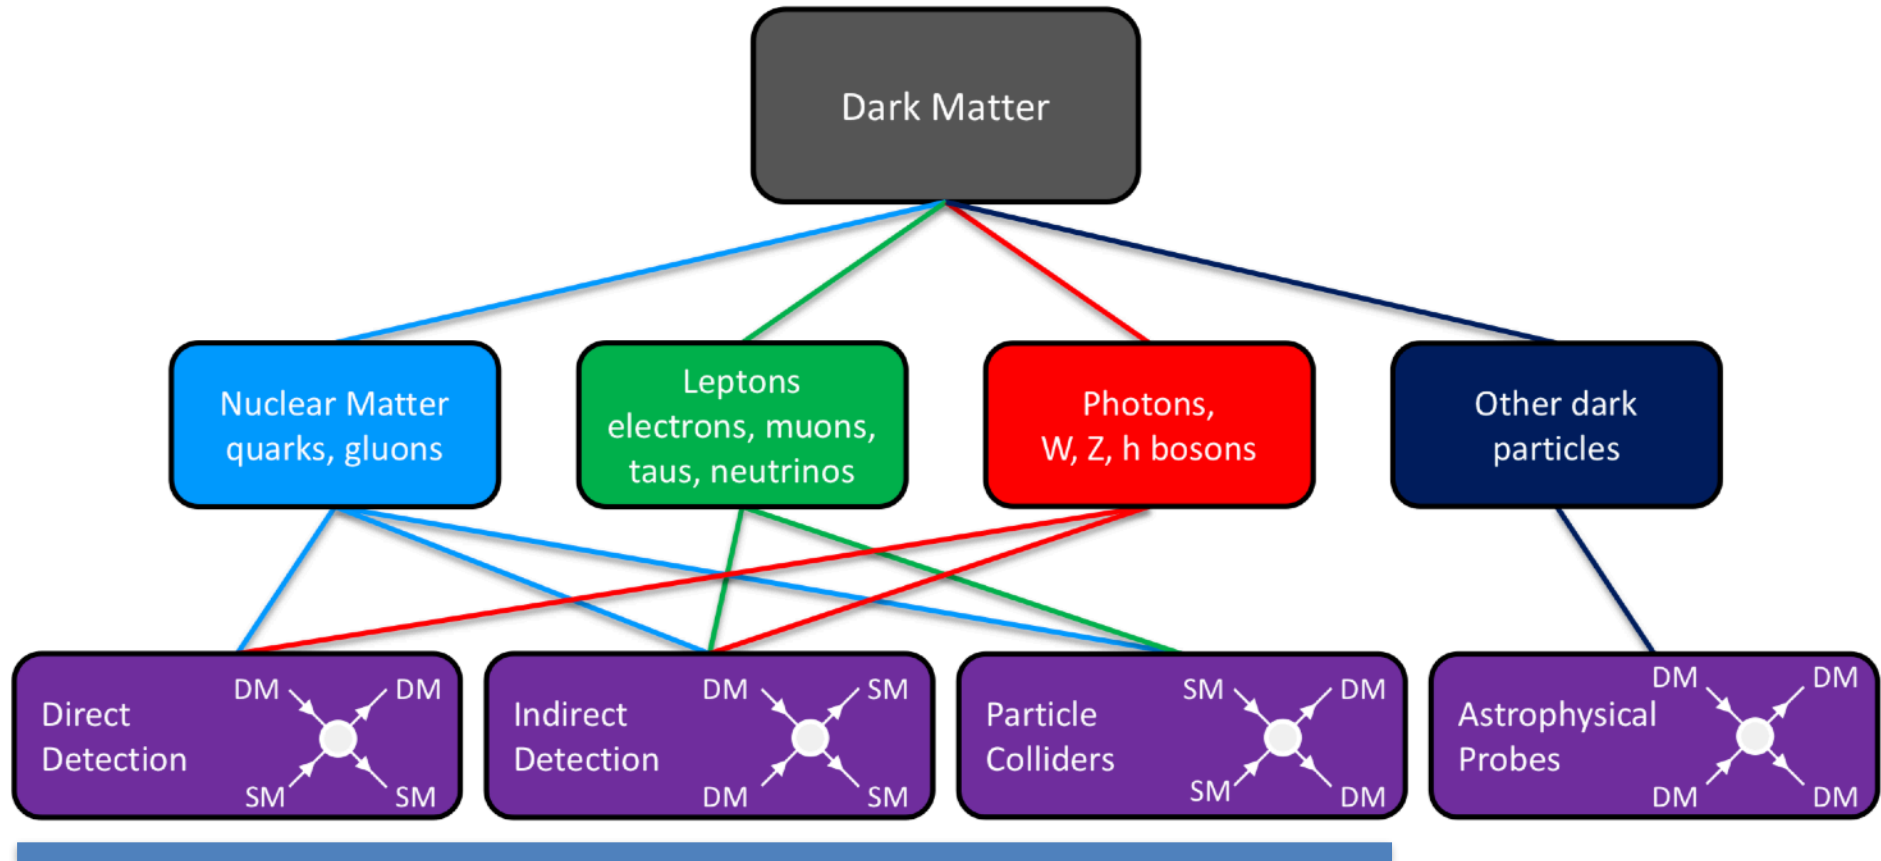 Dark Matter
Nuclear Matter
quarks, gluons
Leptons
electrons, muons,
taus, neutrinos
Photons,
W, Z, h bosons
Other dark
particles
Direct
Detection
DM
DM
SM
SM
Indirect
Detection
DM
SM
DM
SM
Particle
Colliders
SM
DM
SM
DM
Astrophysical
Probes
DM
DM
DM
DM